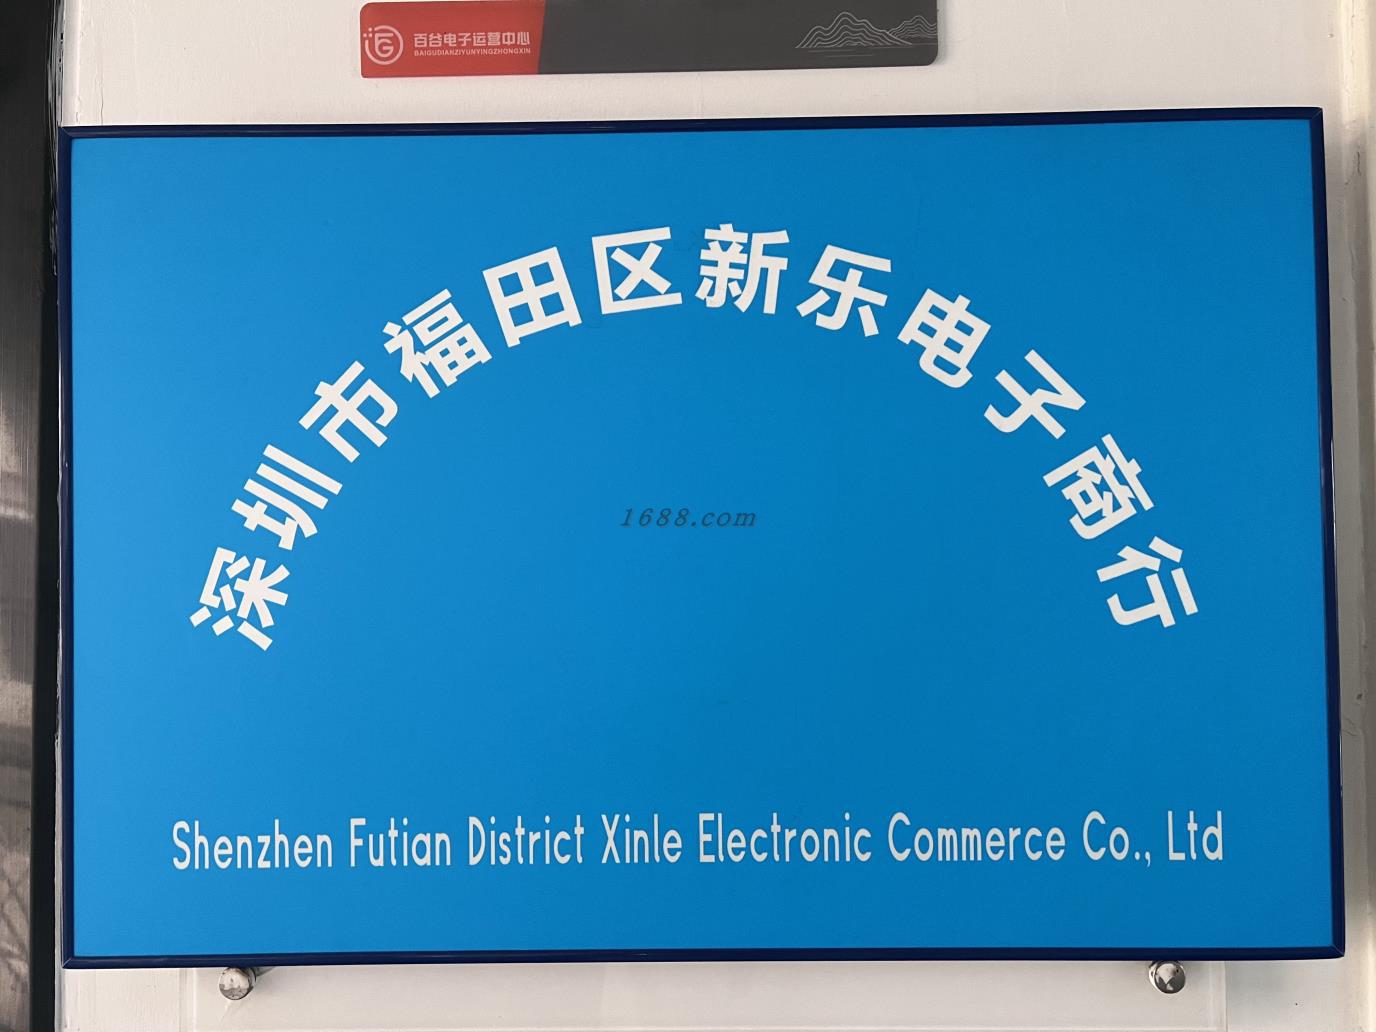 百谷电子运营中心
BAIGUDIANZIYUNYINGZHONGXIN
深圳市福田区新乐电子商行
1688.com
Shenzhen Futian District Xinle Electronic Commerce Co., Ltd